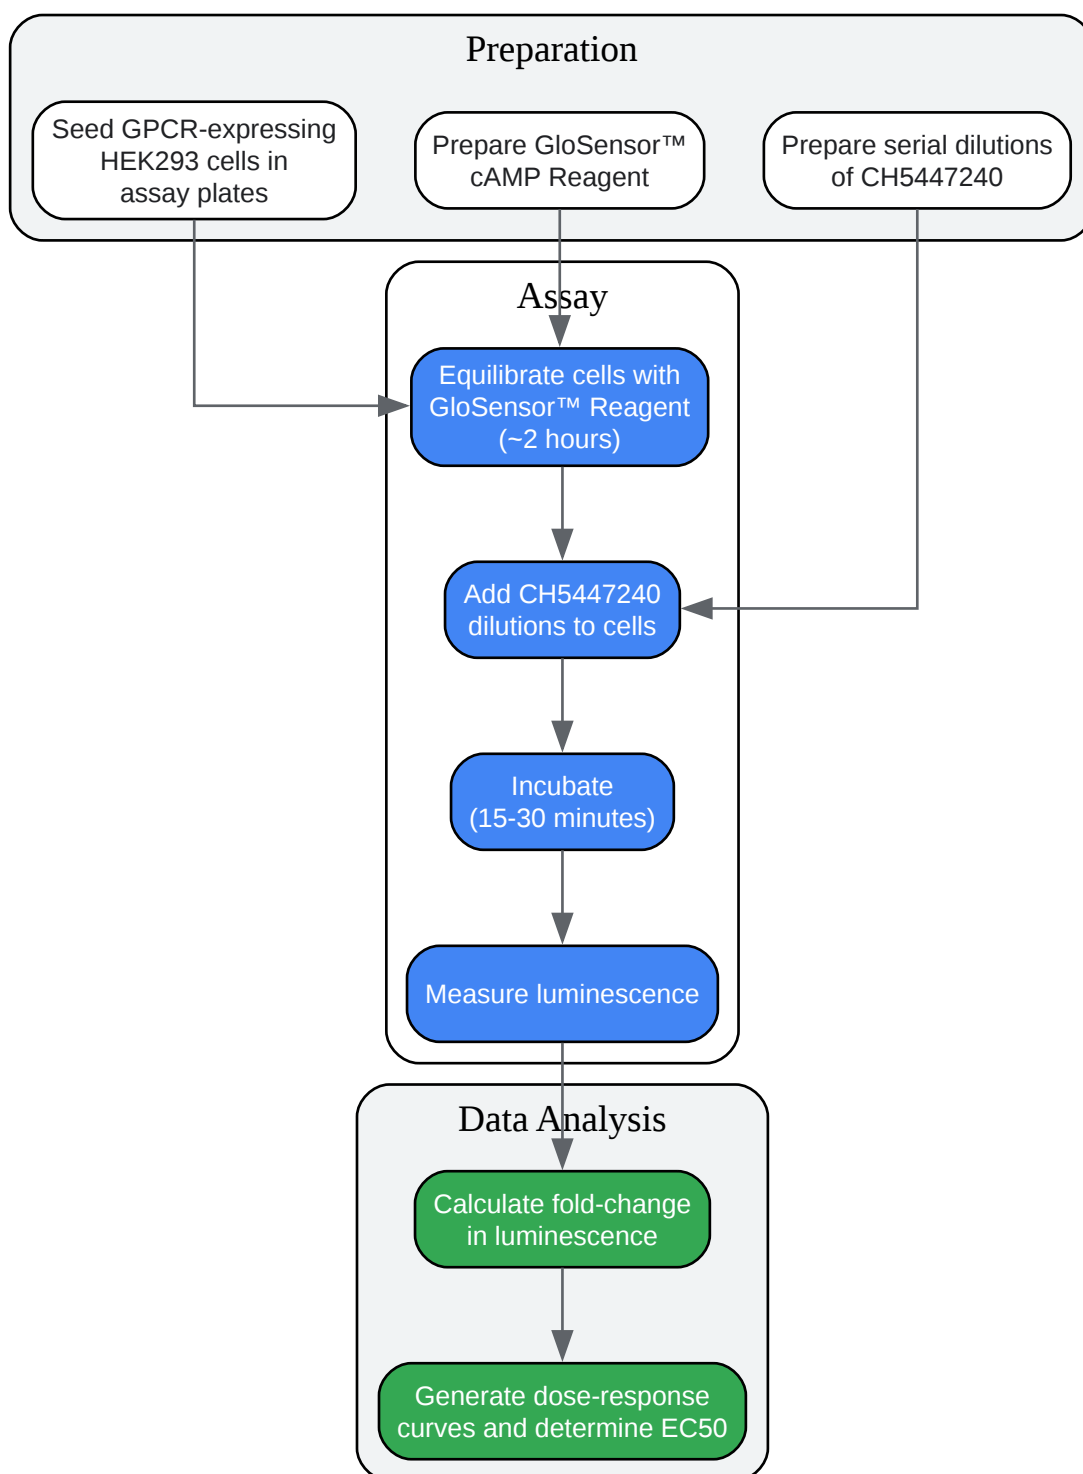 Preparation
Seed GPCR-expressing
HEK293 cells in
assay plates
Prepare GloSensor™
cAMP Reagent
Prepare serial dilutions
of CH5447240
Assay
Equilibrate cells with
GloSensor™ Reagent
(~2 hours)
Add CH5447240
dilutions to cells
Incubate
(15-30 minutes)
Measure luminescence
Data Analysis
Calculate fold-change
in luminescence
Generate dose-response
curves and determine EC50